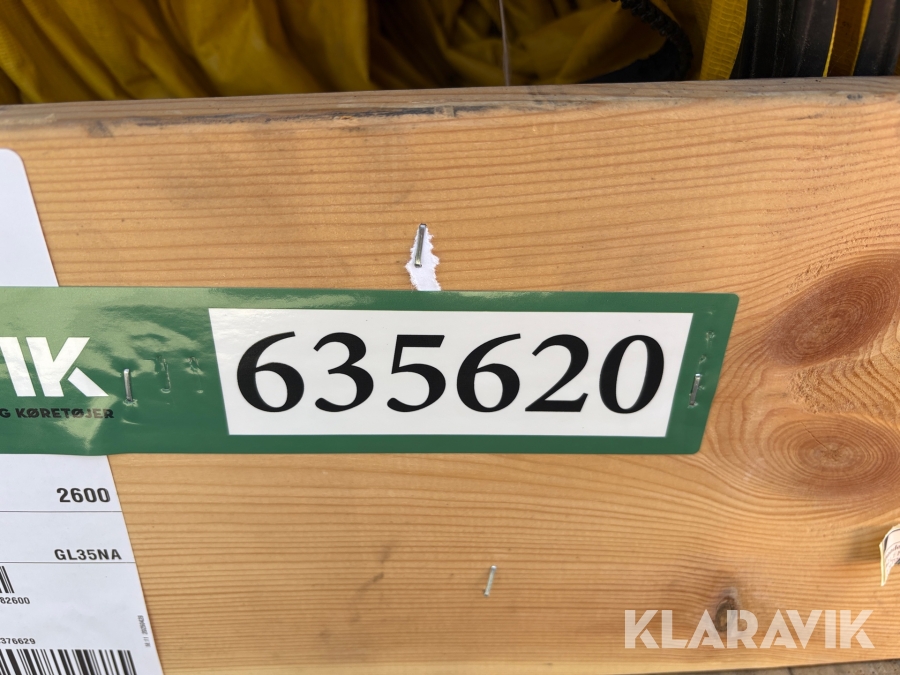 IK
635620
G KØRETØJER
2600
GL35NA
82600
376629
KLARAVIK